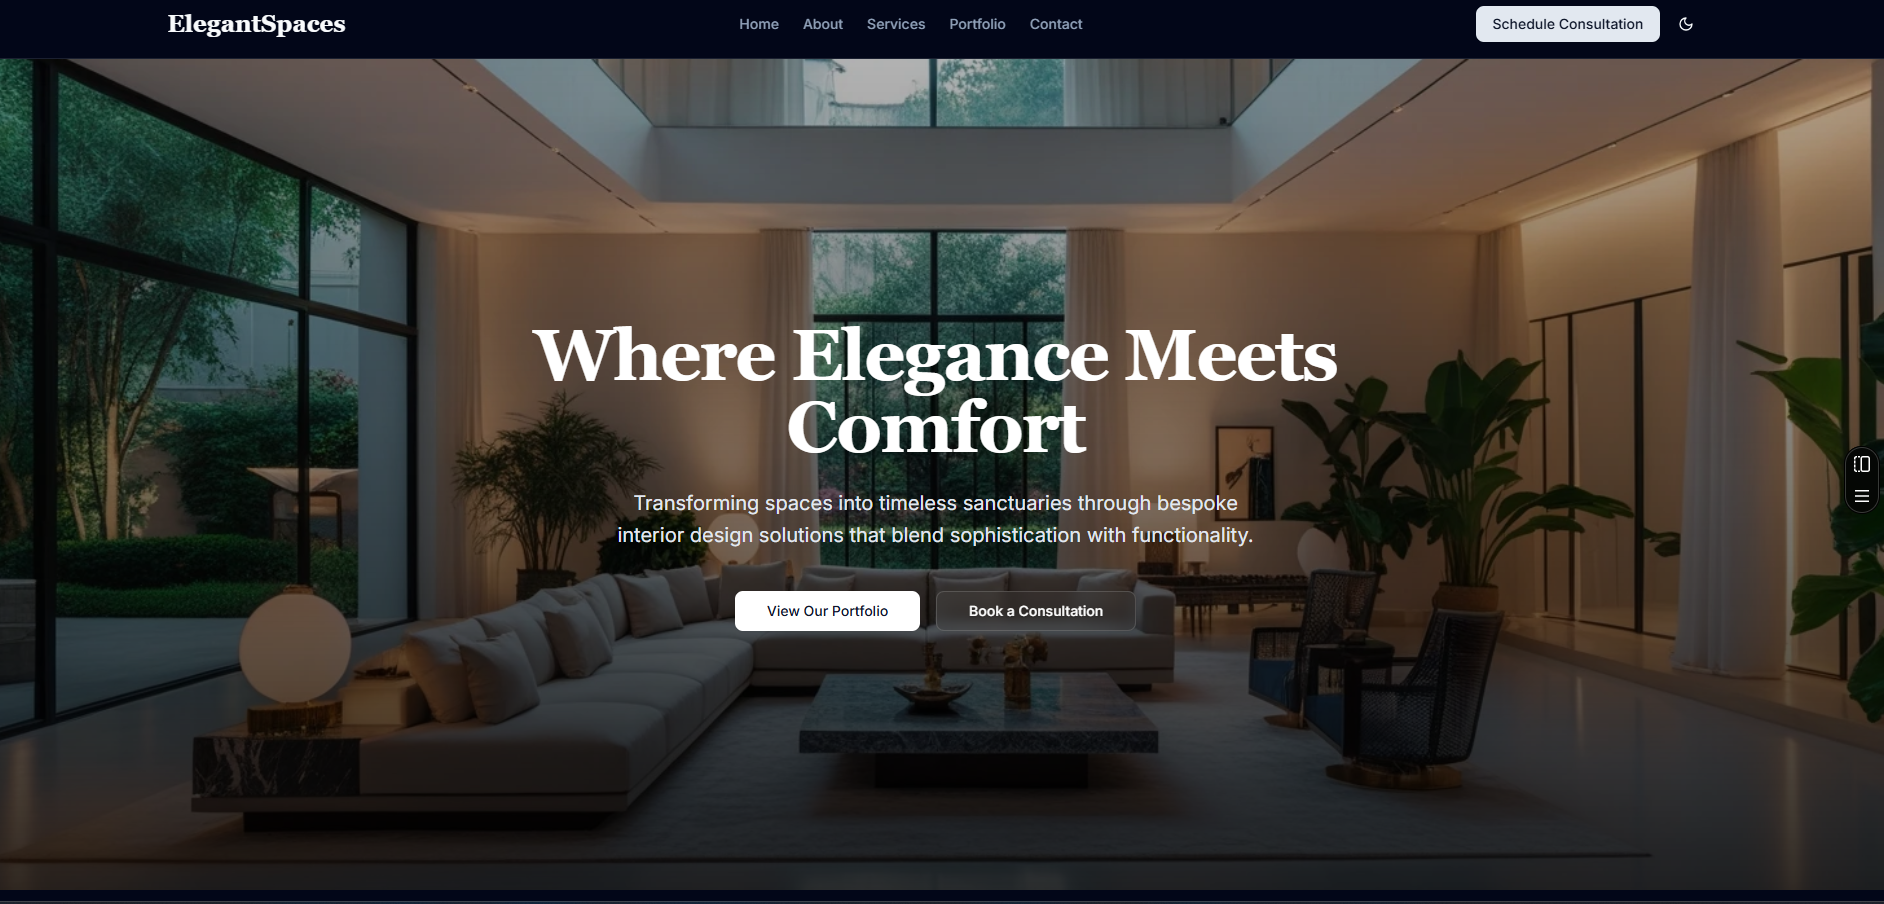 ElegantSpaces
Home About Services Portfolio Contact
Schedule Consultation
Where Elegance Meets
Comfort
Transforming spaces into timeless sanctuaries through bespoke
interior design solutions that blend sophistication with functionality.
View Our Portfolio
Book a Consultation